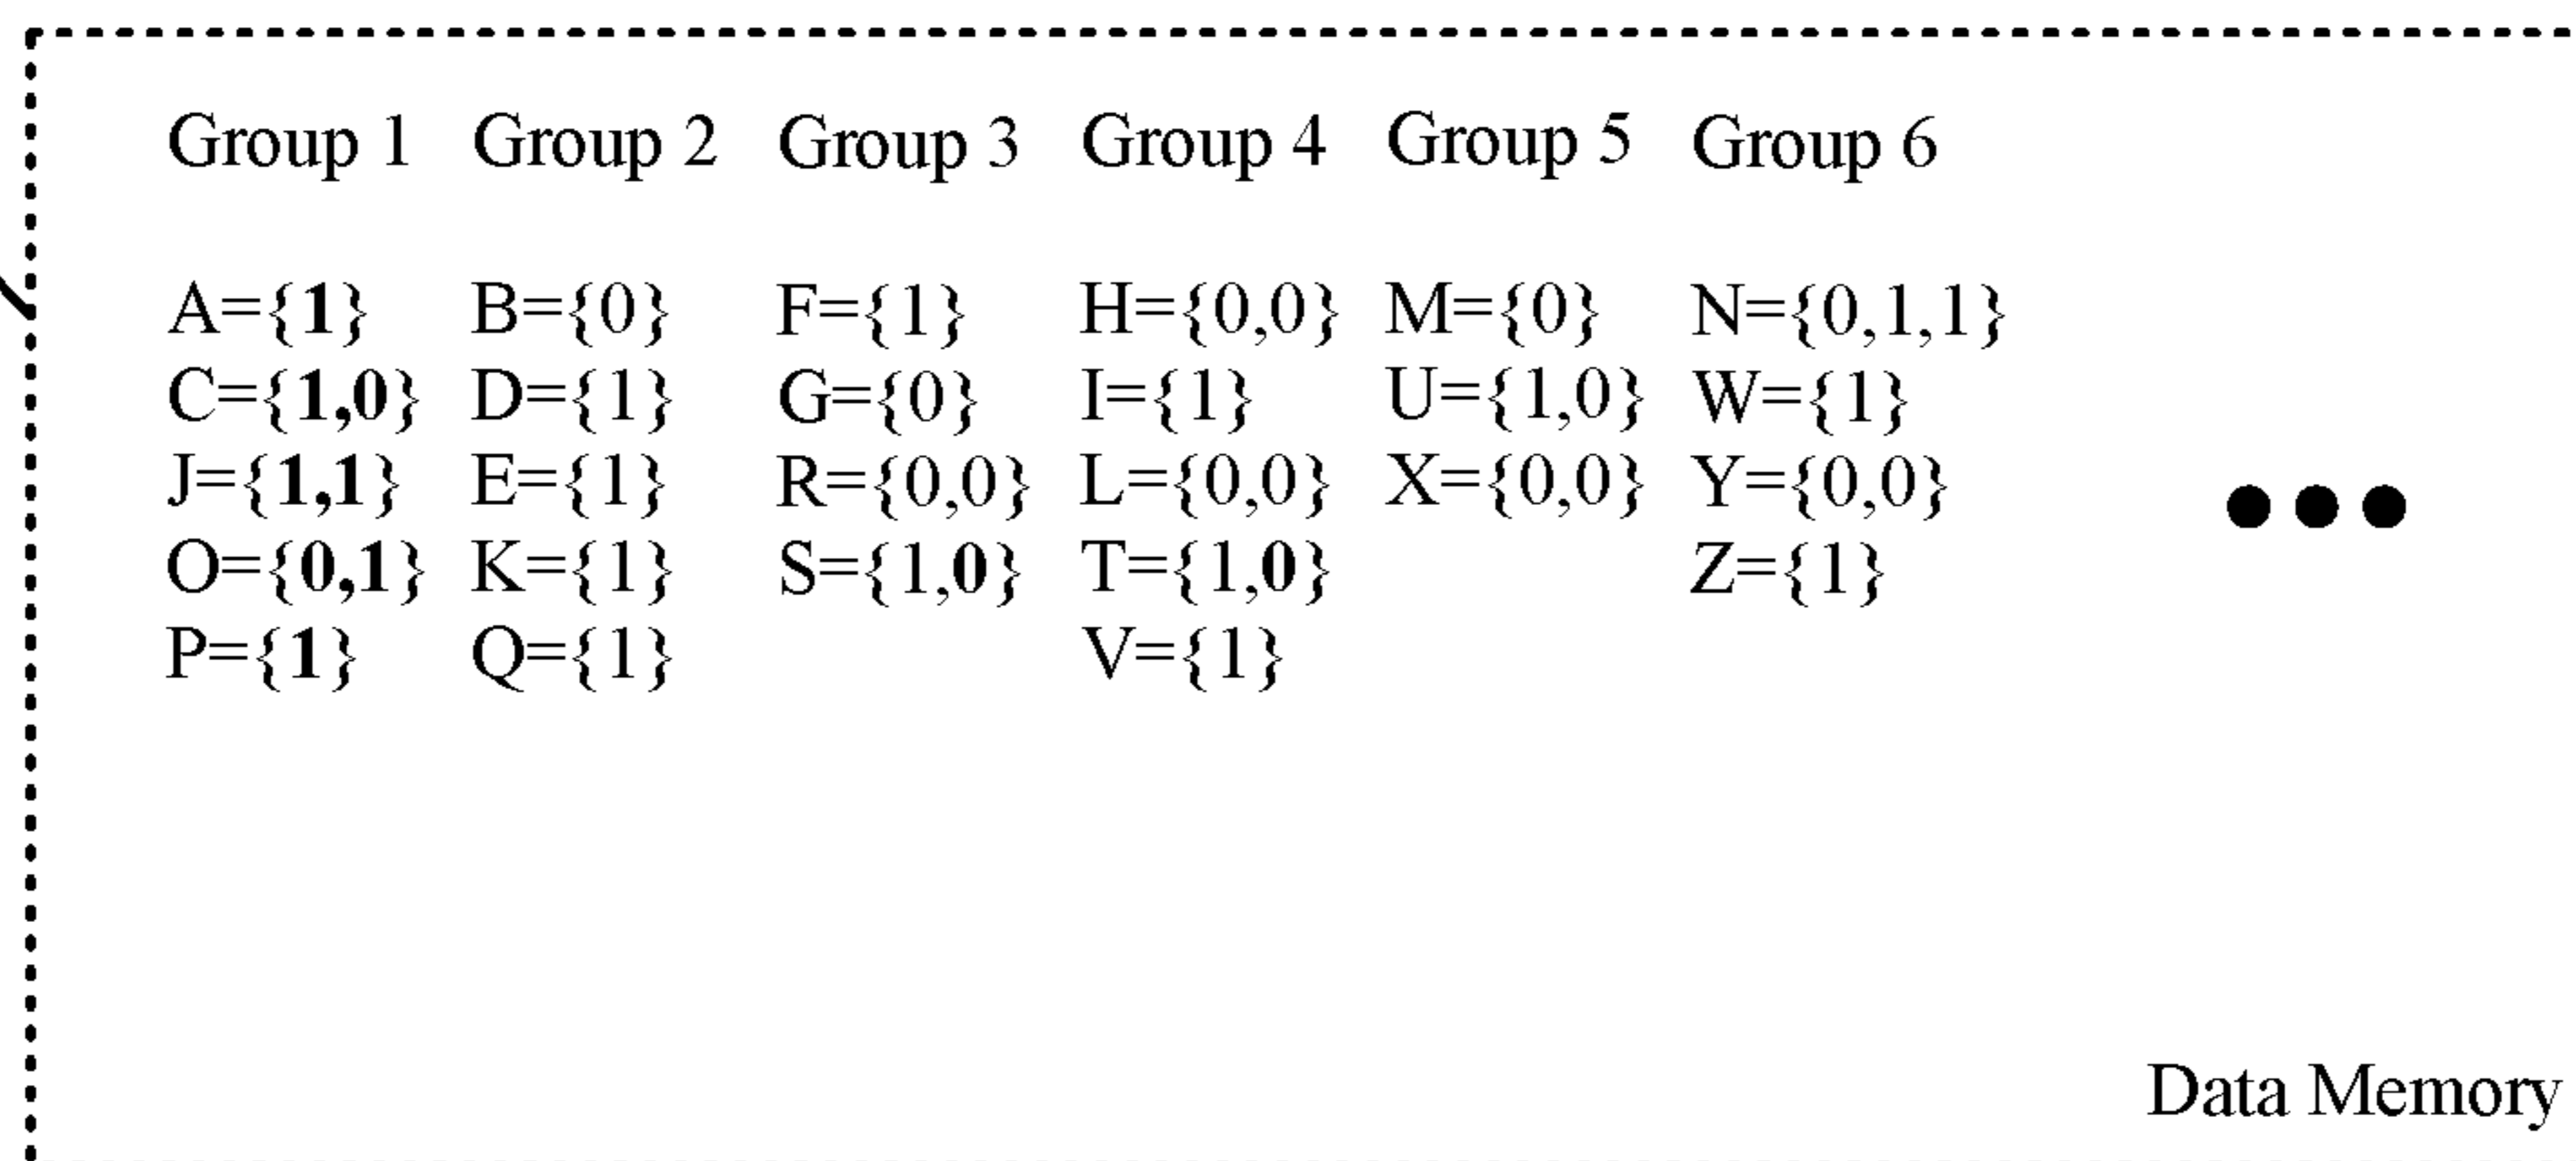 Group 1 Group 2 Group 3 Group 4 Group 5 Group 6
A={1} B={0} F={1} H={0,0} M={0} N={0,1,1}
C={1,0} D={1} G={0} I={1} U={1,0} W={1}
J={1,1} E={1} R={0,0} L={0,0} X={0,0} Y={0,0}
O={0,1} K={1} S={1,0} T={1,0} Z={1}
P={1} Q={1} V={1}
Data Memory